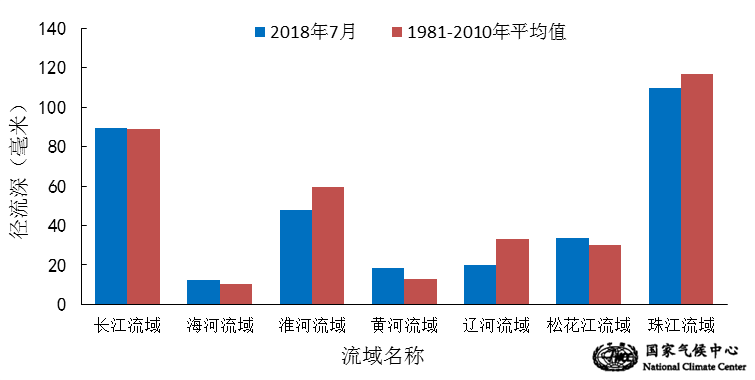 2018年7月 1981-2010年平均值
140
120
100
80
60
40
20
0
径流深（毫米）
长江流域 海河流域 淮河流域 黄河流域 辽河流域 松花江流域 珠江流域
流域名称
国家气候中心
National Climate Center